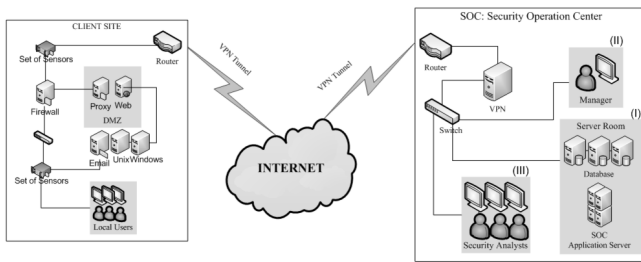 CLIENT SITE
Set of Sensors
Router
VPN Tunnel
Firewall
Proxy
Web
DMZ
Email
Unix
Windows
Set of Sensors
Local Users
INTERNET
VPN Tunnel
SOC: Security Operation Center
Router
VPN
(II)
Manager
Switch
(I)
Server Room
Database
SOC
Application Server
(III)
Security Analysts